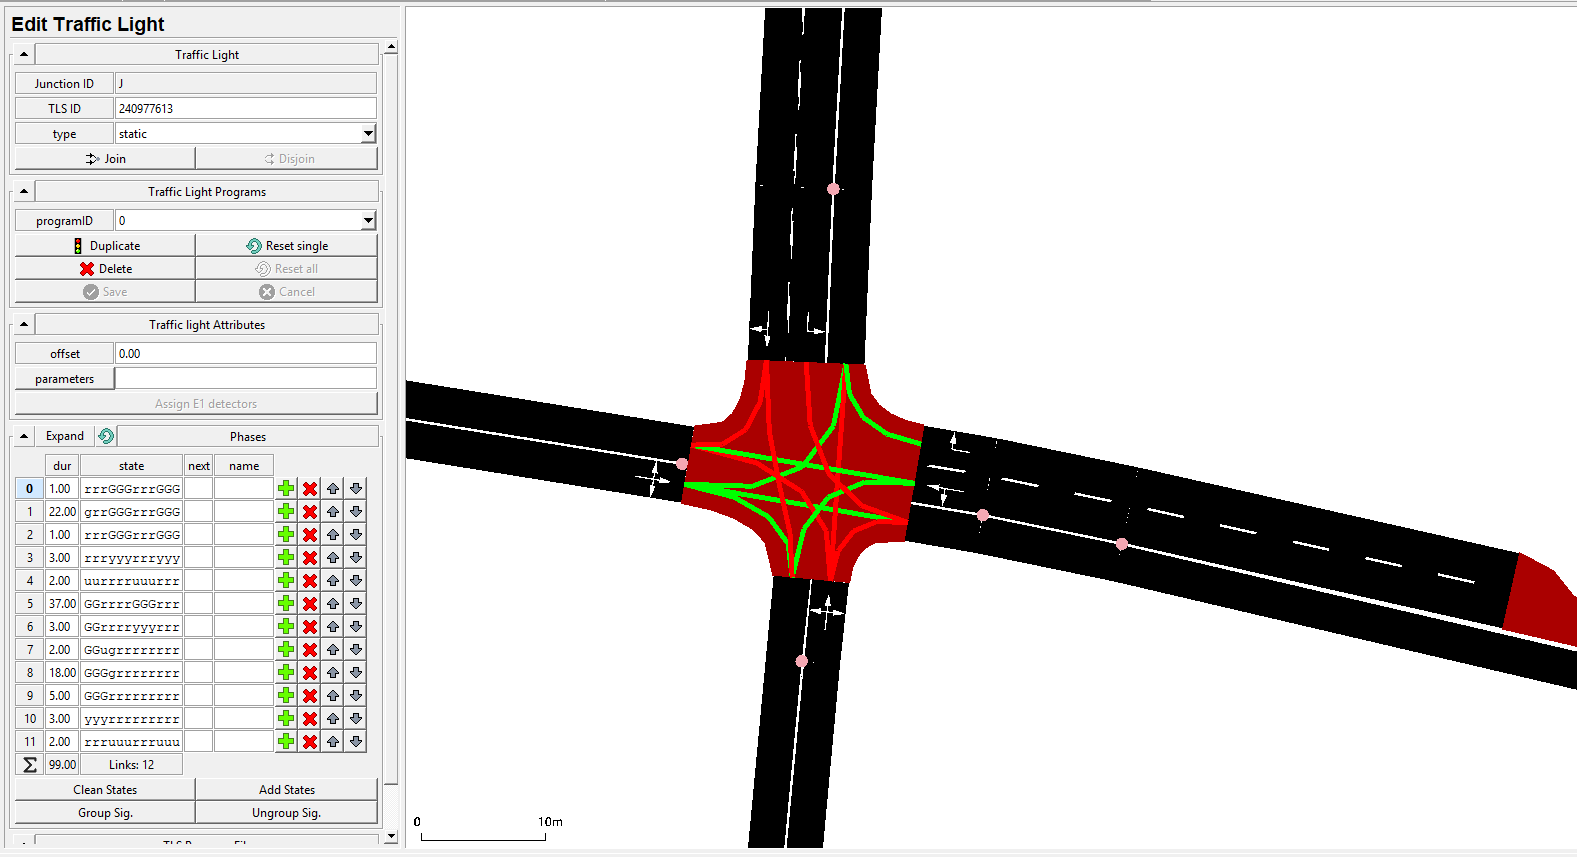 Edit Traffic Light
Traffic Light
Junction ID J
TLS ID 240977613
type static
Join Disjoin
Traffic Light Programs
programID 0
Duplicate Reset single
Delete Reset all
Save Cancel
Traffic light Attributes
offset 0.00
parameters
Assign E1 detectors
Expand Phases
dur state next name
0 1.00 rrrGGGrrrGGG
1 22.00 grrGGGrrrGGG
2 1.00 rrrGGGrrrGGG
3 3.00 rrryyyrrryyy
4 2.00 uurrrruuurrr
5 37.00 GGrrrrGGGrrr
6 3.00 GGrrrryyyrrr
7 2.00 GGugrrrrrrrr
8 18.00 GGGgrrrrrrrr
9 5.00 GGGrrrrrrrrr
10 3.00 yyyrrrrrrrrr
11 2.00 rrruuurrruuu
Σ 99.00 Links: 12
Clean States Add States
Group Sig. Ungroup Sig.
0 10m